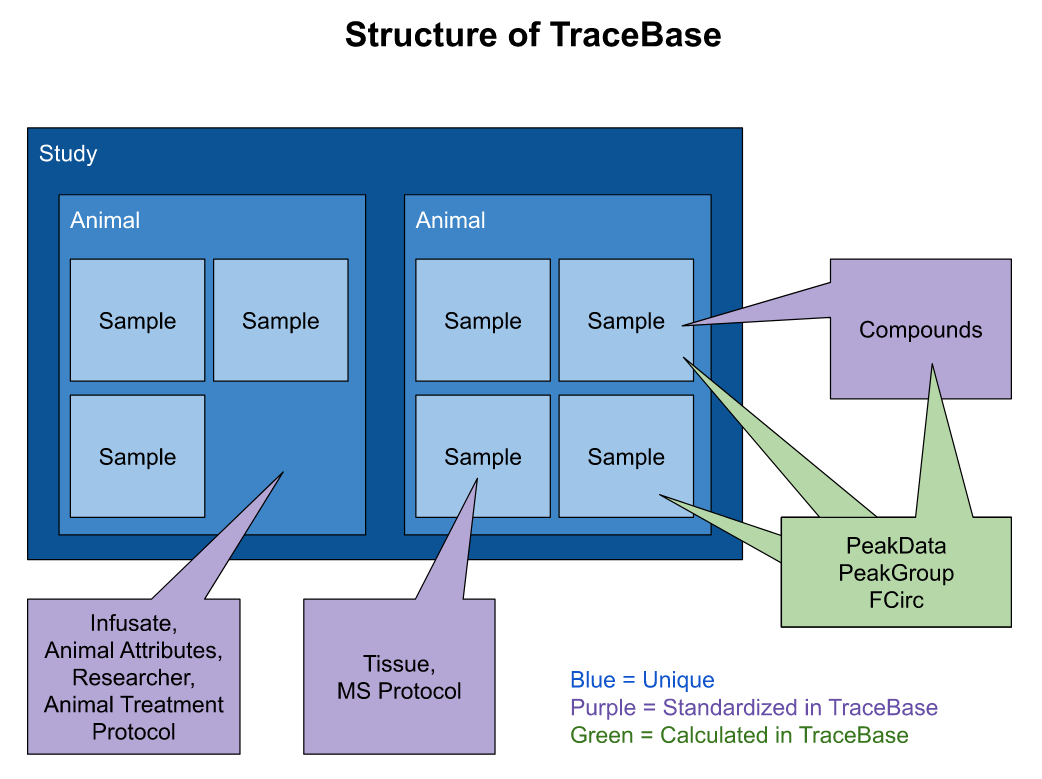 Structure of TraceBase
Study
Animal
Animal
Sample
Sample
Sample
Sample
Compounds
Sample
Sample
Sample
PeakData
PeakGroup
FCirc
Infusate,
Animal Attributes,
Researcher,
Animal Treatment
Protocol
Tissue,
MS Protocol
Blue = Unique
Purple = Standardized in TraceBase
Green = Calculated in TraceBase